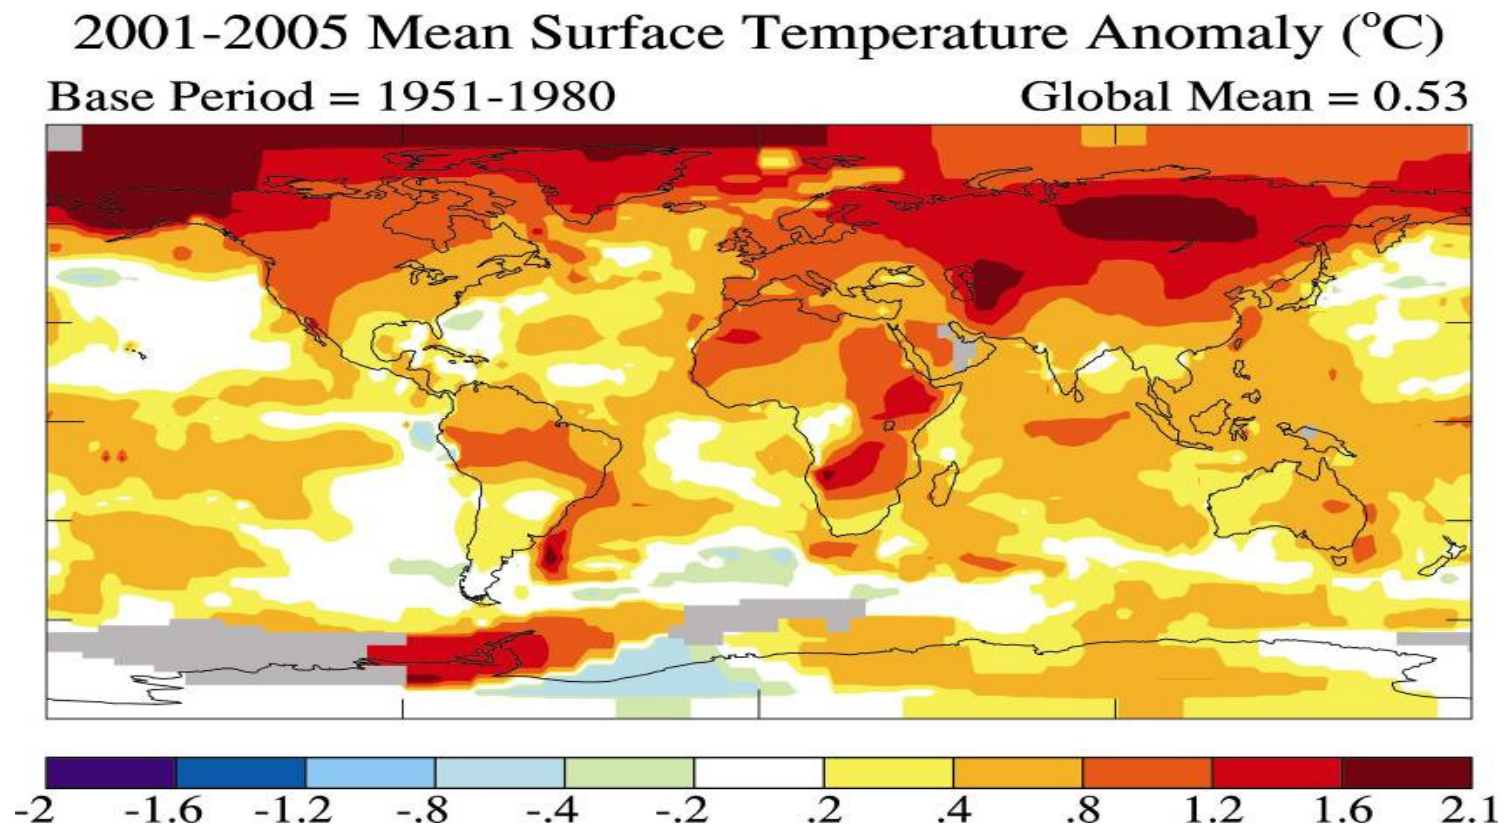 2001-2005 Mean Surface Temperature Anomaly (°C)
Base Period = 1951-1980 Global Mean = 0.53
-2 -1.6 -1.2 -.8 -.4 -.2 .2 .4 .8 1.2 1.6 2.1